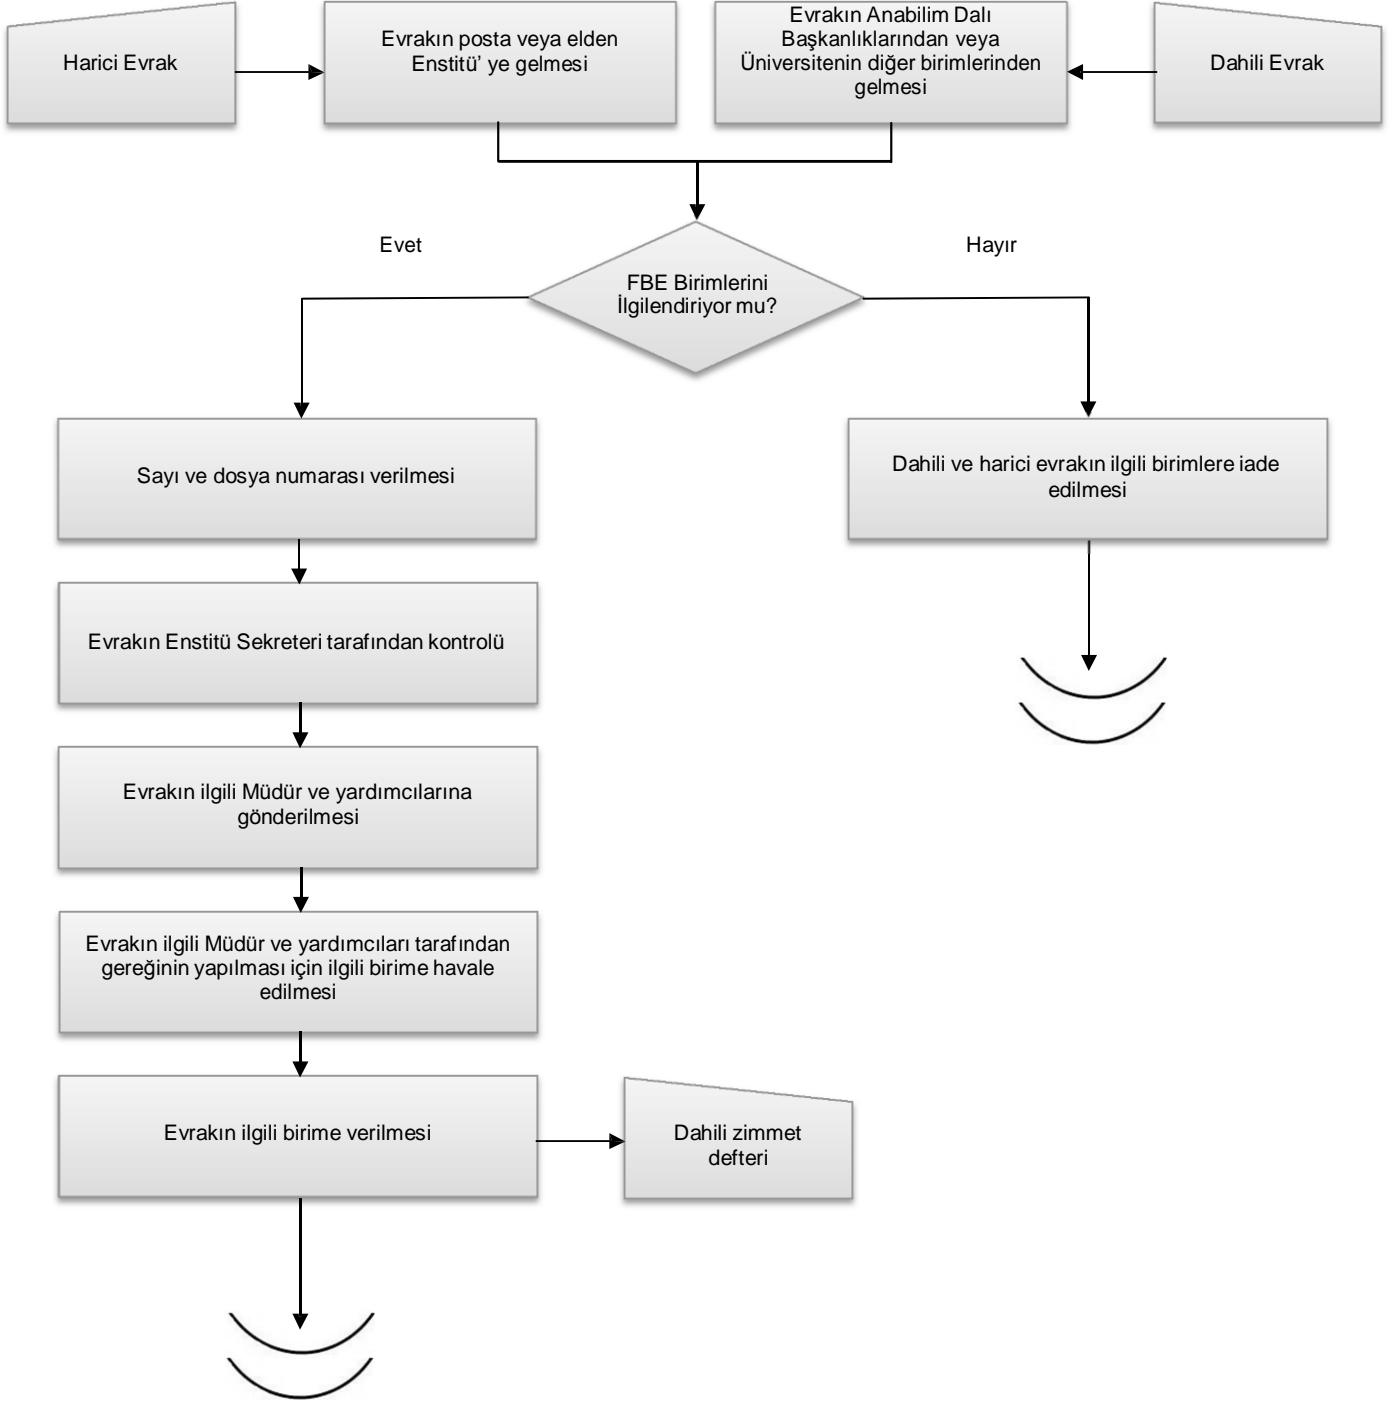 Harici Evrak
Evrakın posta veya elden
Enstitü’ ye gelmesi
Evrakın Anabilim Dalı
Başkanlıklarından veya
Üniversitenin diğer birimlerinden
gelmesi
Dahili Evrak
Evet
Hayır
FBE Birimlerini
İlgilendiriyor mu?
Sayı ve dosya numarası verilmesi
Dahili ve harici evrakın ilgili birimlere iade
edilmesi
Evrakın Enstitü Sekreteri tarafından kontrolü
Evrakın ilgili Müdür ve yardımcılarına
gönderilmesi
Evrakın ilgili Müdür ve yardımcıları tarafından
gereğinin yapılması için ilgili birime havale
edilmesi
Evrakın ilgili birime verilmesi
Dahili zimmet
defteri